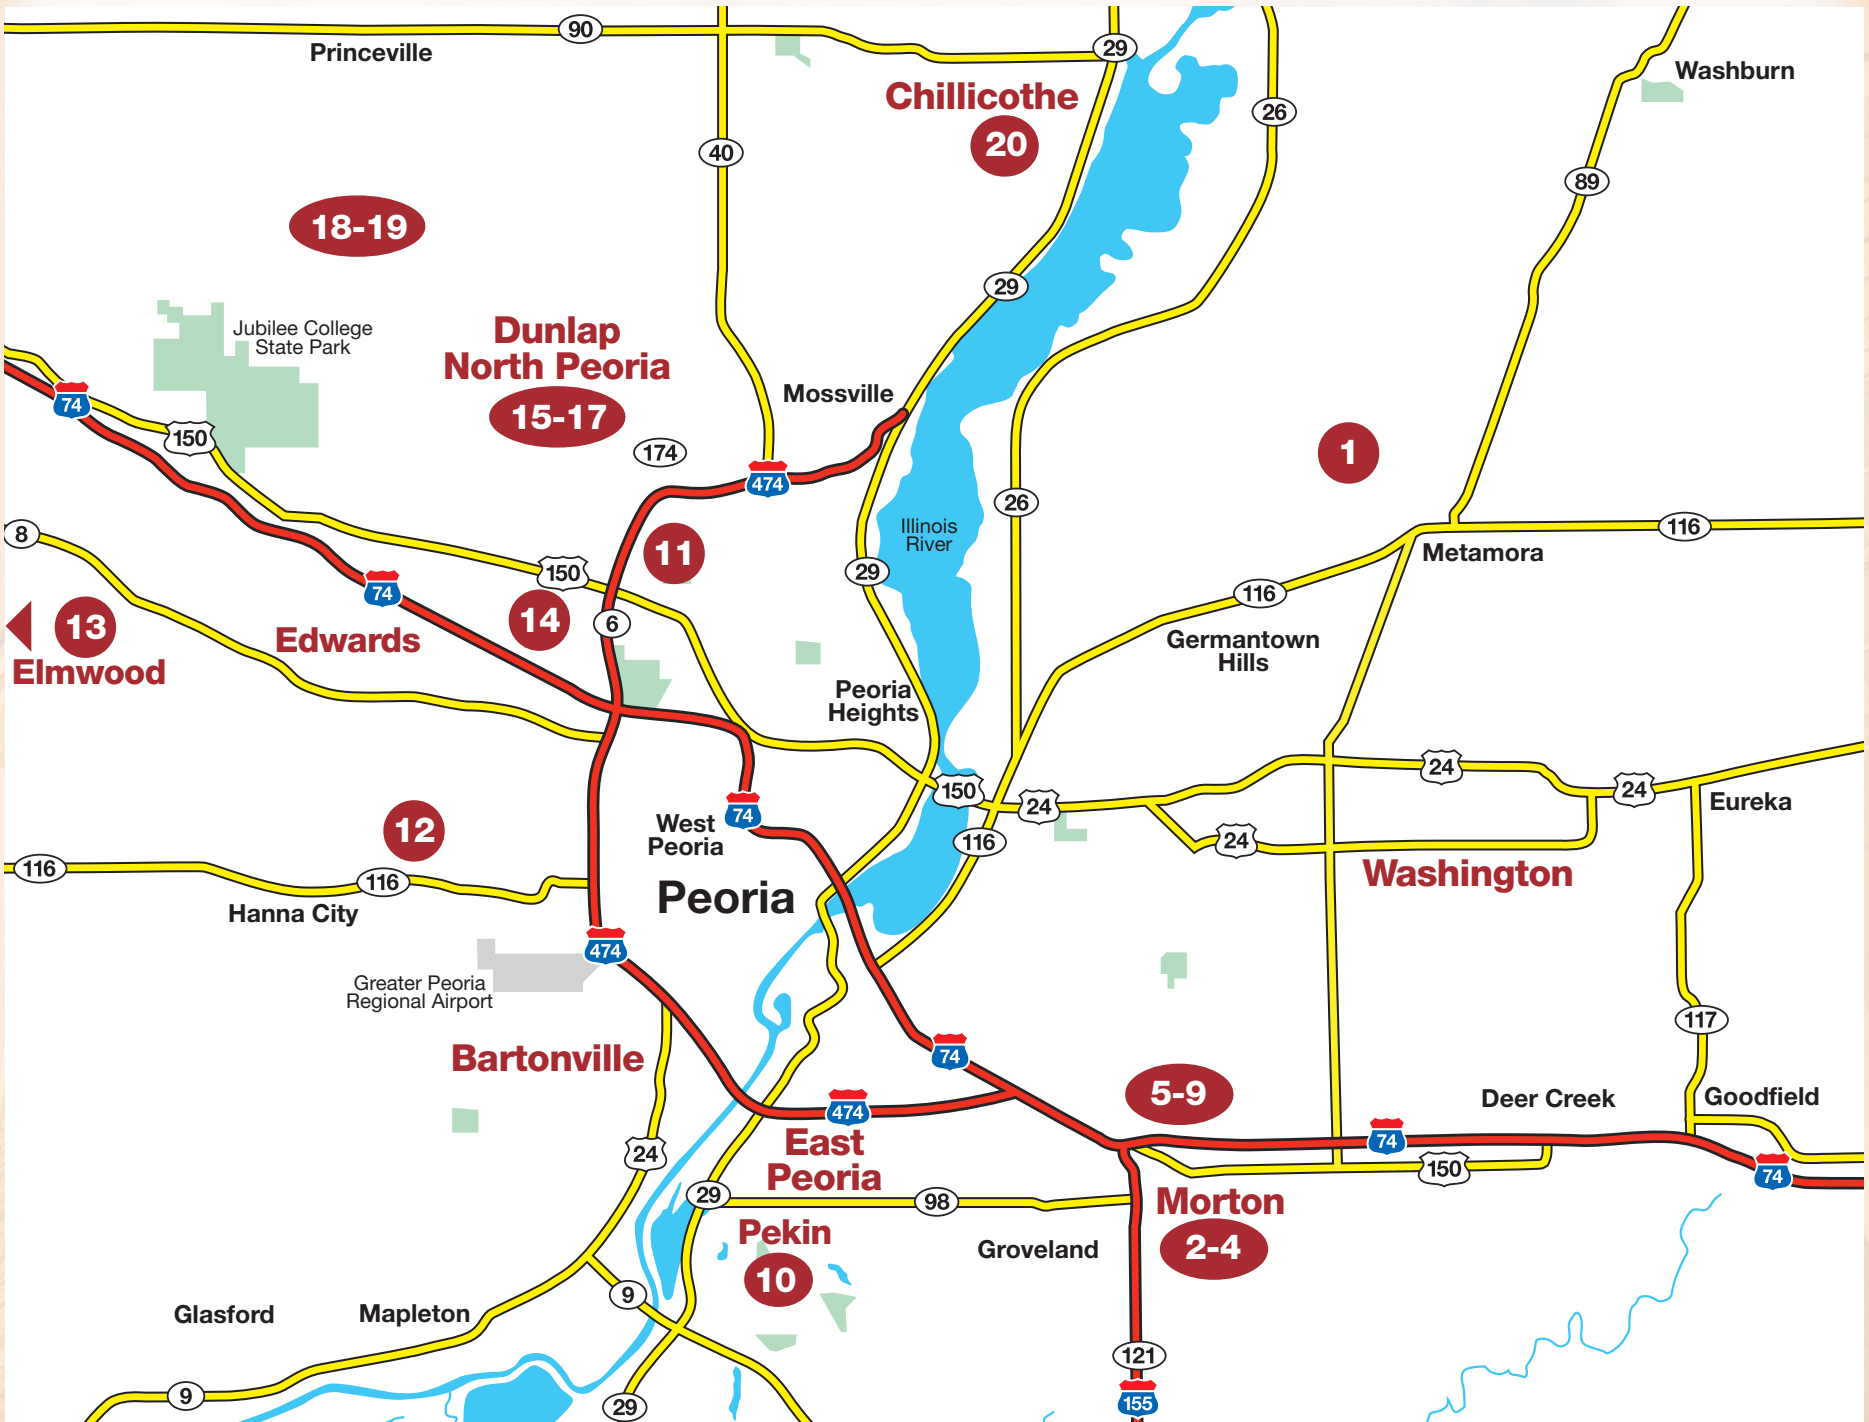 90
Princeville
29
Washburn
Chillicothe
20
26
40
89
18-19
29
Jubilee College
State Park
Dunlap
North Peoria
15-17
Mossville
74
150
174
474
1
26
116
Metamora
8
Illinois
River
11
150
29
74
116
13
Elmwood
14
6
Edwards
Germantown
Hills
Peoria
Heights
150
24
24
24
Eureka
74
West
Peoria
12
116
24
Washington
116
116
Hanna City
Peoria
474
Greater Peoria
Regional Airport
117
Bartonville
74
5-9
Deer Creek
Goodfield
474
74
East
Peoria
24
150
74
29
98
Morton
2-4
Pekin
10
Groveland
9
Glasford
Mapleton
121
9
29
155